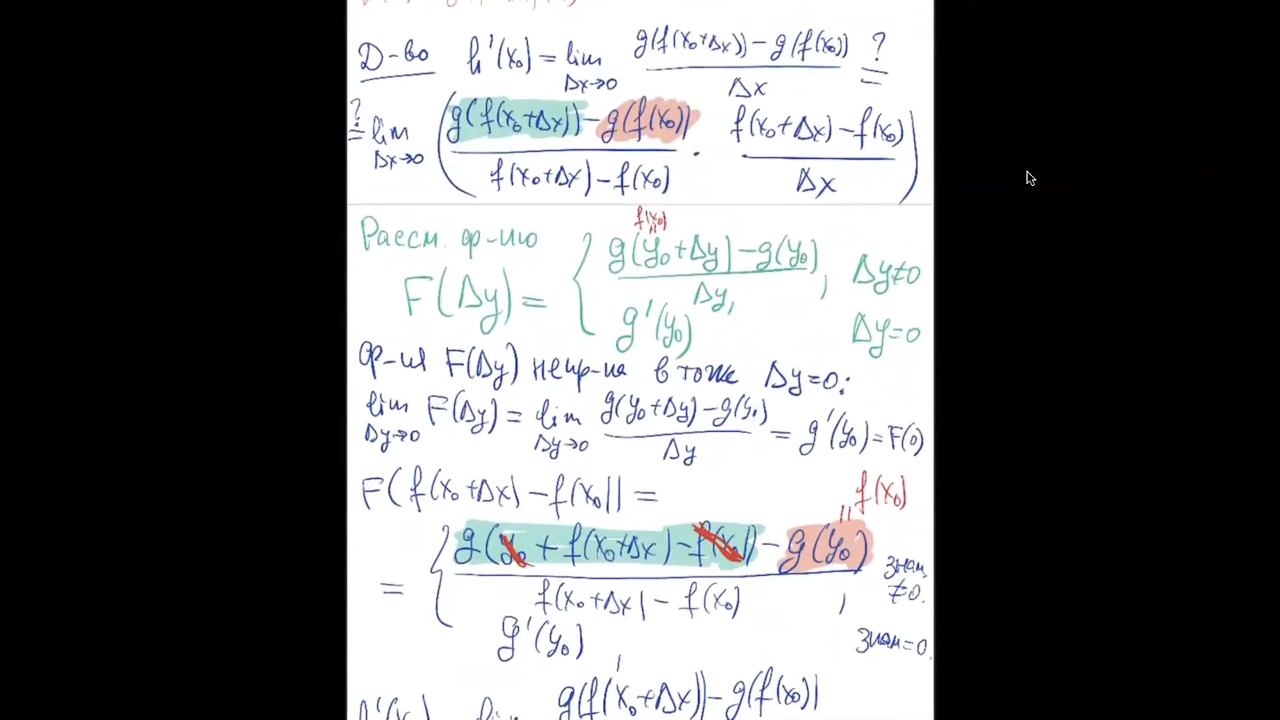 Д-во h'(x₀) = lim_{Δx→0} (g(f(x₀+Δx)) - g(f(x₀))) / Δx ?=
?= lim_{Δx→0} ( (g(f(x₀+Δx)) - g(f(x₀))) / (f(x₀+Δx) - f(x₀)) · (f(x₀+Δx) - f(x₀)) / Δx )
f(x₀)
"
Рассм. ф-ию
F(Δy) = { (g(y₀+Δy) - g(y₀)) / Δy, Δy≠0
g'(y₀) Δy=0
Ф-ия F(Δy) непр-на в точке Δy=0:
lim_{Δy→0} F(Δy) = lim_{Δy→0} (g(y₀+Δy) - g(y₀)) / Δy = g'(y₀) = F(0)
F(f(x₀+Δx) - f(x₀)) =
f(x₀)
"
= { (g(y₀ + f(x₀+Δx) - f(x₀)) - g(y₀)) / (f(x₀+Δx) - f(x₀)), знам. ≠0.
g'(y₀), знам=0.
g(f(x₀+Δx)) - g(f(x₀))